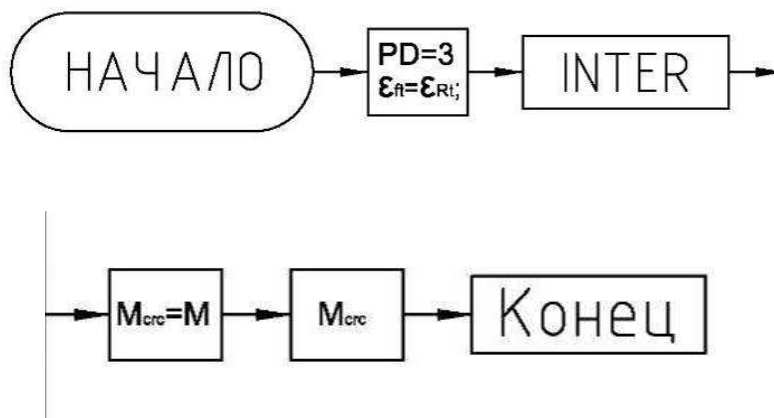 НАЧАЛО
PD=3
εft=εRt;
INTER
Mcrc=M
Mcrc
Конец